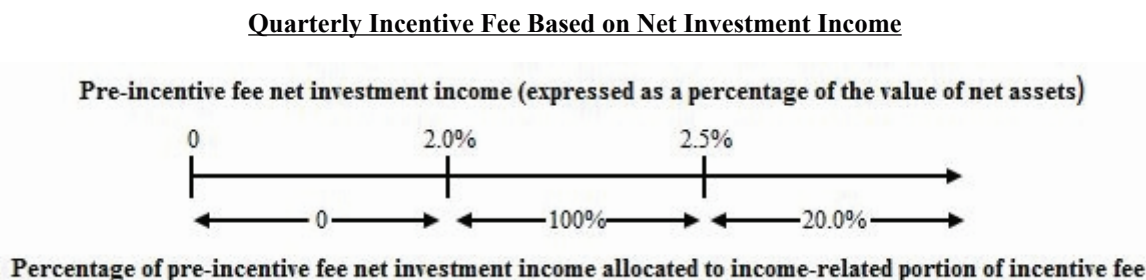 Quarterly Incentive Fee Based on Net Investment Income
Pre-incentive fee net investment income (expressed as a percentage of the value of net assets)
0 2.0% 2.5%
0 100% 20.0%
Percentage of pre-incentive fee net investment income allocated to income-related portion of incentive fee